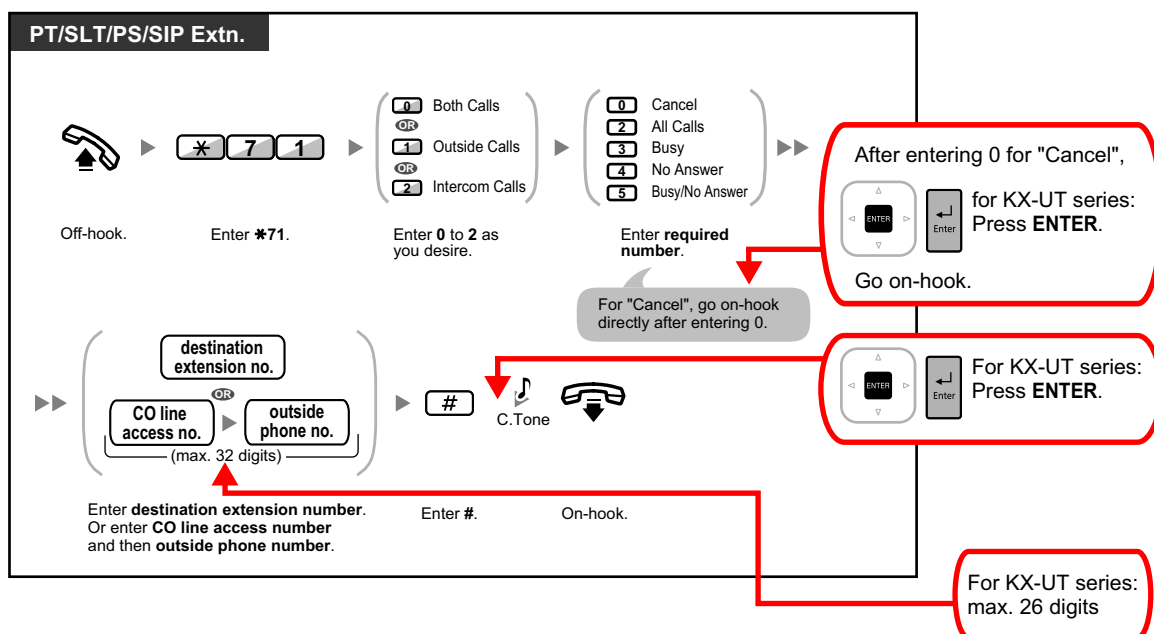 PT/SLT/PS/SIP Extn.
0 Both Calls
OR
1 Outside Calls
OR
2 Intercom Calls
0 Cancel
2 All Calls
3 Busy
4 No Answer
5 Busy/No Answer
✱ 7 1
Off-hook.
Enter ✱71.
Enter 0 to 2 as
you desire.
Enter required
number.
For "Cancel", go on-hook
directly after entering 0.
After entering 0 for "Cancel",
ENTER
Enter
for KX-UT series:
Press ENTER.
Go on-hook.
destination
extension no.
OR
CO line
access no.
outside
phone no.
(max. 32 digits)
#
C.Tone
ENTER
Enter
For KX-UT series:
Press ENTER.
Enter destination extension number.
Or enter CO line access number
and then outside phone number.
Enter #.
On-hook.
For KX-UT series:
max. 26 digits